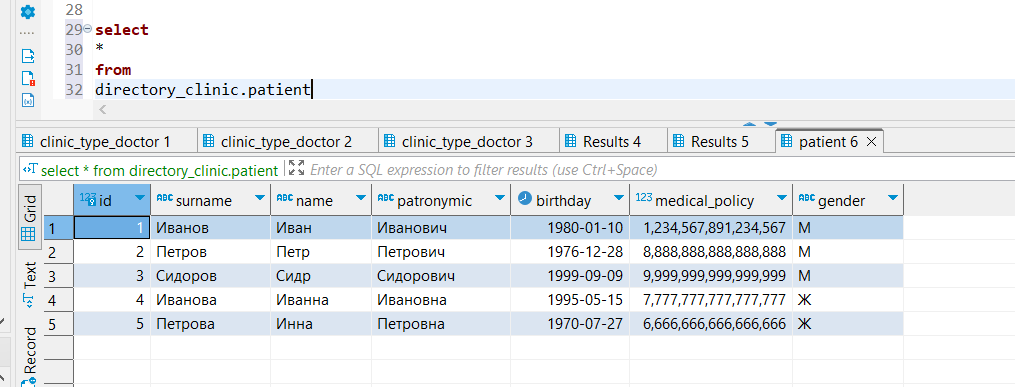 28
29 select
30 *
31 from
32 directory_clinic.patient
clinic_type_doctor 1 clinic_type_doctor 2 clinic_type_doctor 3 Results 4 Results 5 patient 6
select * from directory_clinic.patient Enter a SQL expression to filter results (use Ctrl+Space)
Grid
Text
Record
123 id ABC surname ABC name ABC patronymic birthday 123 medical_policy ABC gender
1 1 Иванов Иван Иванович 1980-01-10 1,234,567,891,234,567 М
2 2 Петров Петр Петрович 1976-12-28 8,888,888,888,888,888 М
3 3 Сидоров Сидр Сидорович 1999-09-09 9,999,999,999,999,999 М
4 4 Иванова Иванна Ивановна 1995-05-15 7,777,777,777,777,777 Ж
5 5 Петрова Инна Петровна 1970-07-27 6,666,666,666,666,666 Ж